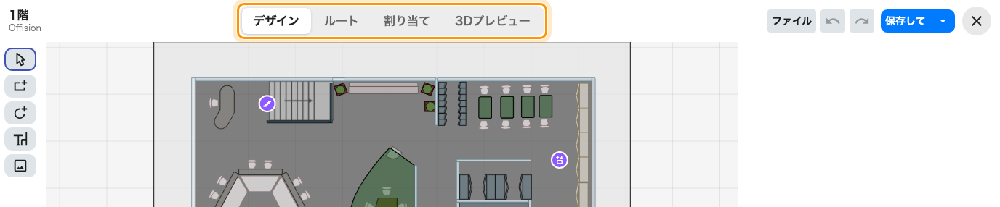 1階
Offision
デザイン
ルート
割り当て
3Dプレビュー
ファイル
保存して